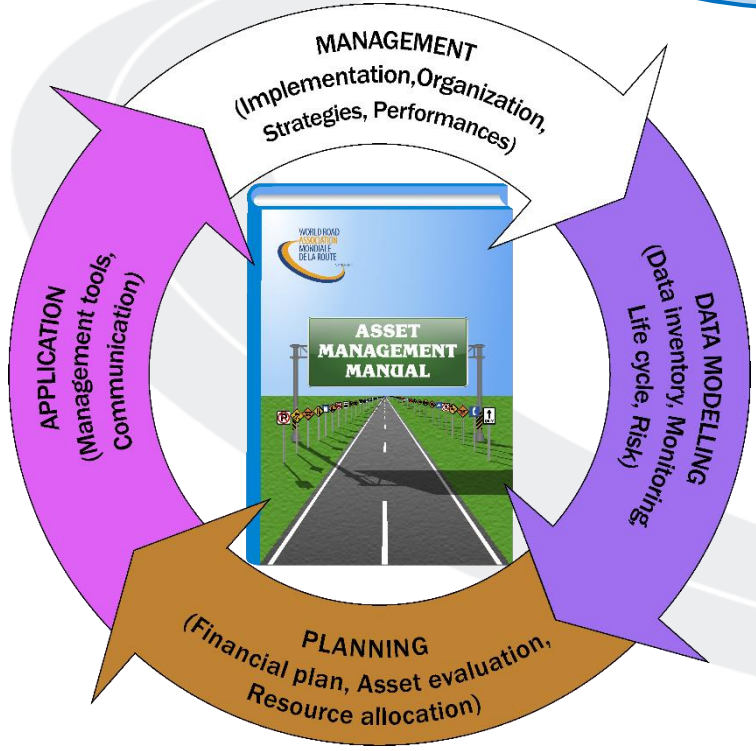 MANAGEMENT
(Implementation,Organization,
Strategies, Performances)
DATA MODELLING
(Data inventory, Monitoring,
Life cycle, Risk)
PLANNING
(Financial plan, Asset evaluation,
Resource allocation)
APPLICATION
(Management tools,
Communication)
WORLD ROAD
ASSOCIATION
MONDIALE
DE LA ROUTE
ASSET
MANAGEMENT
MANUAL